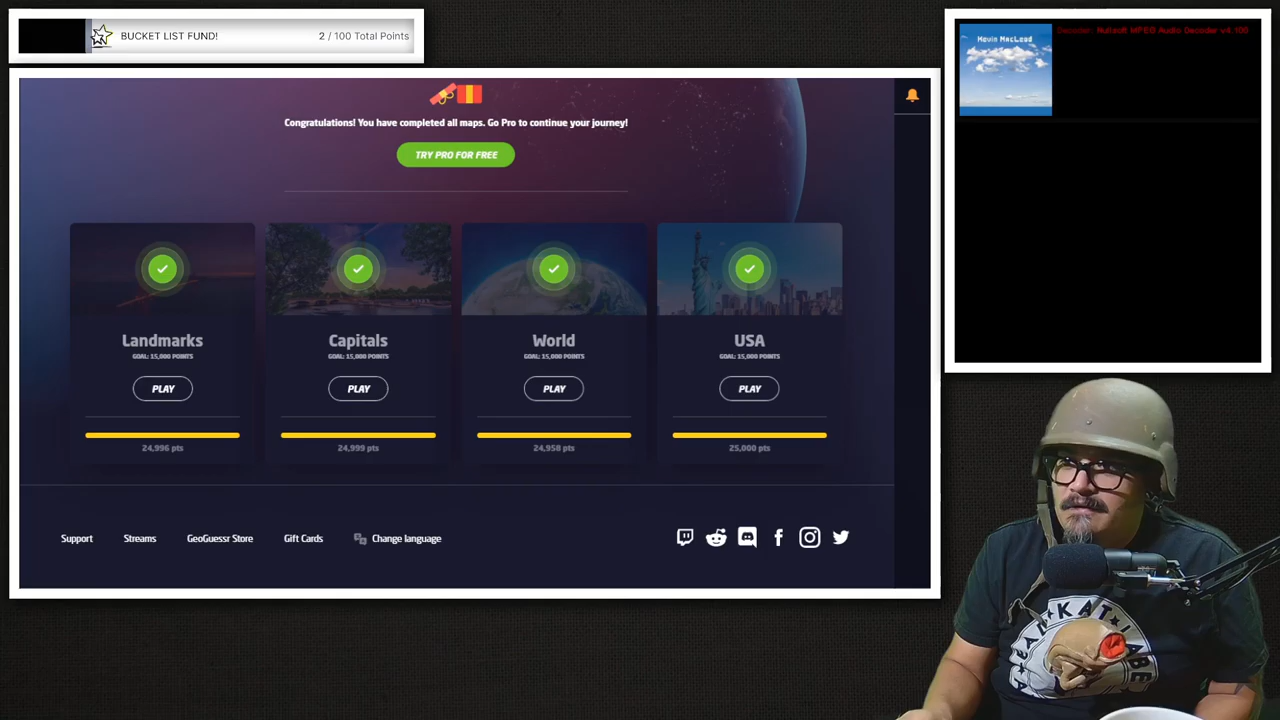 BUCKET LIST FUND!
2 / 100 Total Points
Kevin MacLeod
Congratulations! You have completed all maps. Go Pro to continue your journey!
TRY PRO FOR FREE
Landmarks
GOAL: 15,000 POINTS
PLAY
24,996 pts
Capitals
GOAL: 15,000 POINTS
PLAY
24,999 pts
World
GOAL: 15,000 POINTS
PLAY
24,958 pts
USA
GOAL: 15,000 POINTS
PLAY
25,000 pts
Support
Streams
GeoGuessr Store
Gift Cards
Change language
KAT LABE